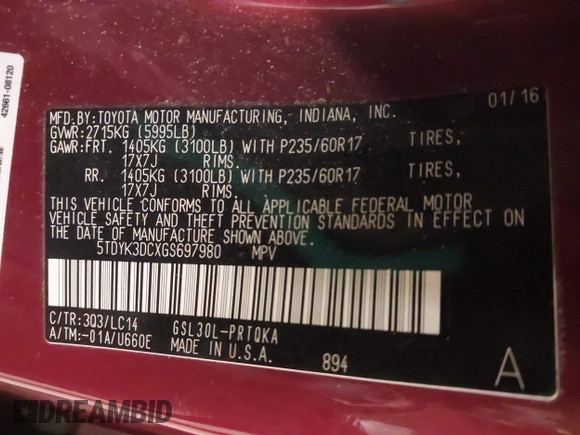 42661-08120
MFD.BY:TOYOTA MOTOR MANUFACTURING, INDIANA, INC. 01/16
GVWR:2715KG (5995LB)
GAWR:FRT. 1405KG (3100LB) WITH P235/60R17 TIRES,
17X7J RIMS.
RR. 1405KG (3100LB) WITH P235/60R17 TIRES,
17X7J RIMS.
THIS VEHICLE CONFORMS TO ALL APPLICABLE FEDERAL MOTOR
VEHICLE SAFETY AND THEFT PREVENTION STANDARDS IN EFFECT ON
THE DATE OF MANUFACTURE SHOWN ABOVE.
5TDYK3DCXGS697980 MPV
C/TR:3Q3/LC14 GSL30L-PRTQKA
A/TM:-01A/U660E MADE IN U.S.A. 894 A
DREAMBID